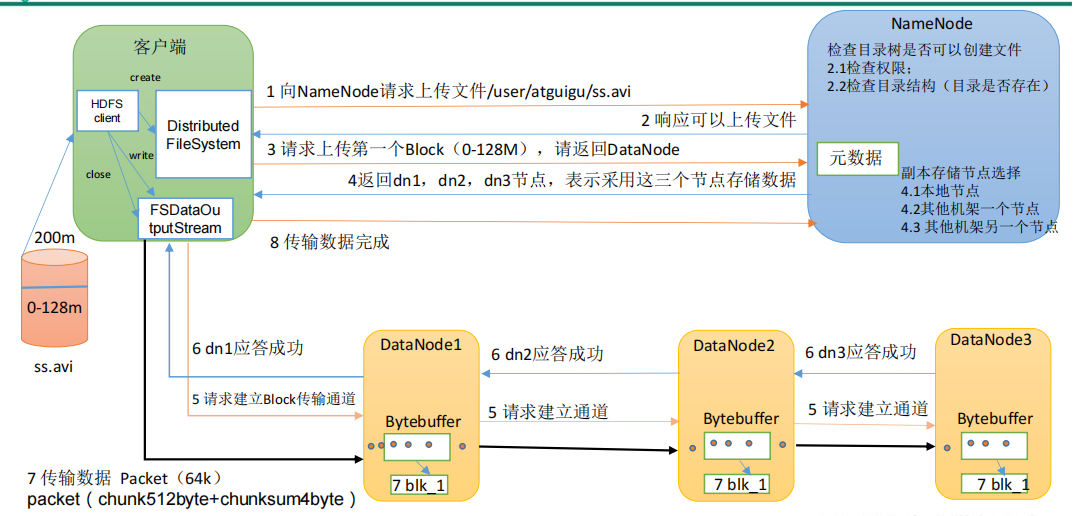 客户端
create
HDFS
client
Distributed
FileSystem
write
close
FSDataOu
tputStream
200m
0-128m
ss.avi
1 向NameNode请求上传文件/user/atguigu/ss.avi
2 响应可以上传文件
3 请求上传第一个Block（0-128M），请返回DataNode
4返回dn1，dn2，dn3节点，表示采用这三个节点存储数据
8 传输数据完成
NameNode
检查目录树是否可以创建文件
2.1检查权限；
2.2检查目录结构（目录是否存在）
元数据
副本存储节点选择
4.1本地节点
4.2其他机架一个节点
4.3 其他机架另一个节点
6 dn1应答成功
5 请求建立Block传输通道
DataNode1
Bytebuffer
7 blk_1
6 dn2应答成功
5 请求建立通道
DataNode2
Bytebuffer
7 blk_1
6 dn3应答成功
5 请求建立通道
DataNode3
Bytebuffer
7 blk_1
7 传输数据 Packet（64k）
packet（chunk512byte+chunksum4byte）